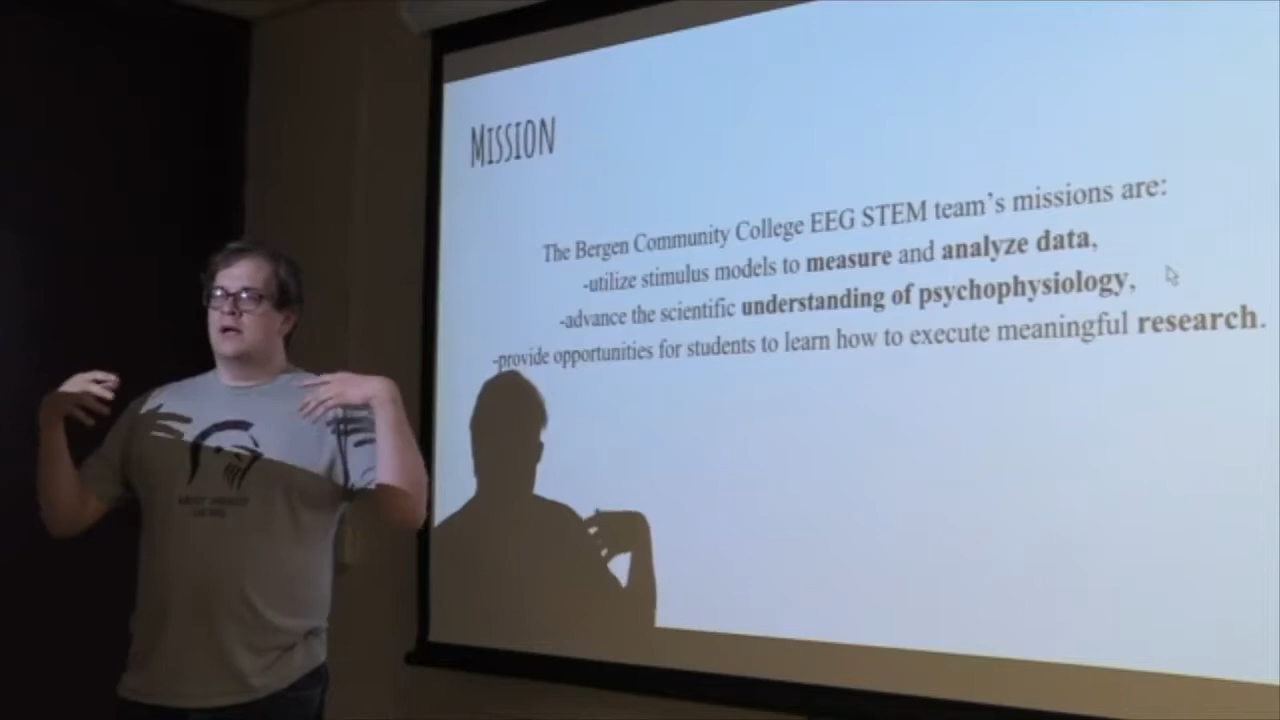 MISSION
The Bergen Community College EEG STEM team's missions are:
-utilize stimulus models to measure and analyze data,
-advance the scientific understanding of psychophysiology,
-provide opportunities for students to learn how to execute meaningful research.